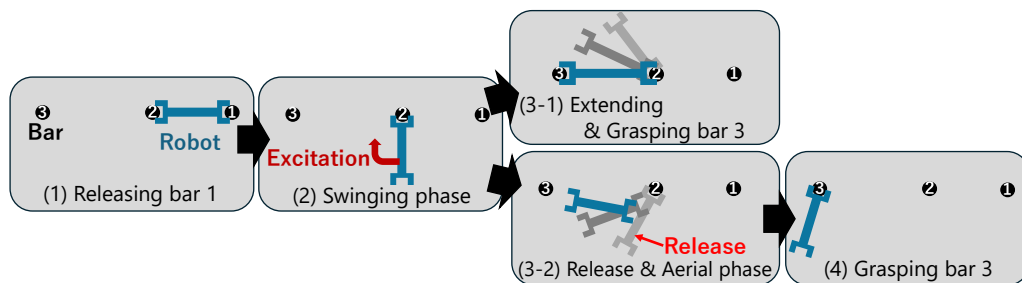 3 2 1
Bar
Robot
(1) Releasing bar 1
3 2 1
Excitation
(2) Swinging phase
3 2 1
(3-1) Extending
& Grasping bar 3
3 2 1
Release
(3-2) Release & Aerial phase
3 2 1
(4) Grasping bar 3